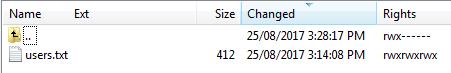 Name Ext Size Changed Rights
.. 25/08/2017 3:28:17 PM rwx------
users.txt 412 25/08/2017 3:14:08 PM rwxrwxrwx